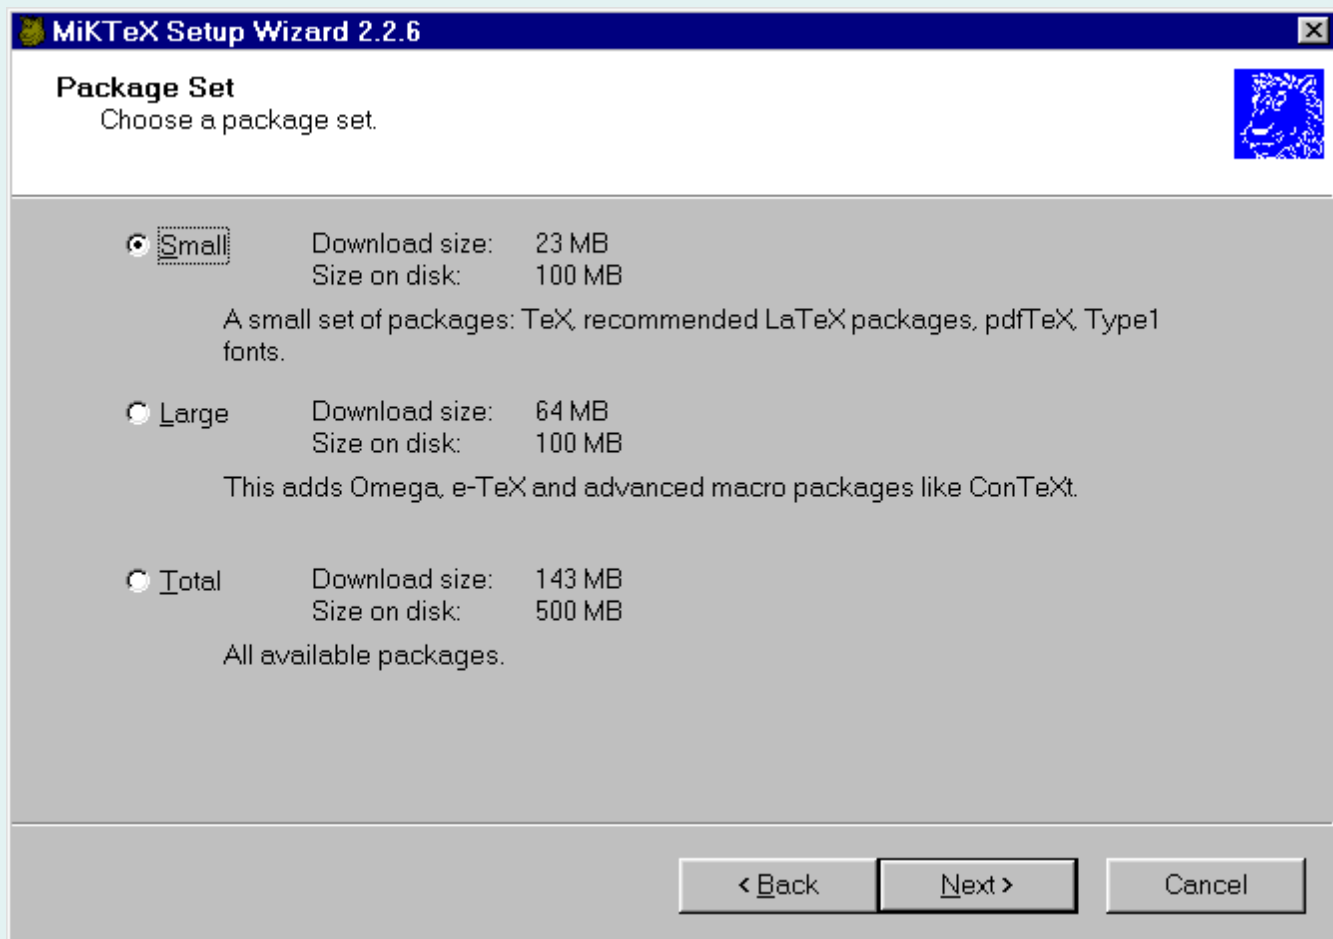 MiKTeX Setup Wizard 2.2.6
Package Set
Choose a package set.
Small Download size: 23 MB
Size on disk: 100 MB
A small set of packages: TeX, recommended LaTeX packages, pdfTeX, Type1
fonts.
Large Download size: 64 MB
Size on disk: 100 MB
This adds Omega, e-TeX and advanced macro packages like ConTeXt.
Total Download size: 143 MB
Size on disk: 500 MB
All available packages.
< Back Next > Cancel